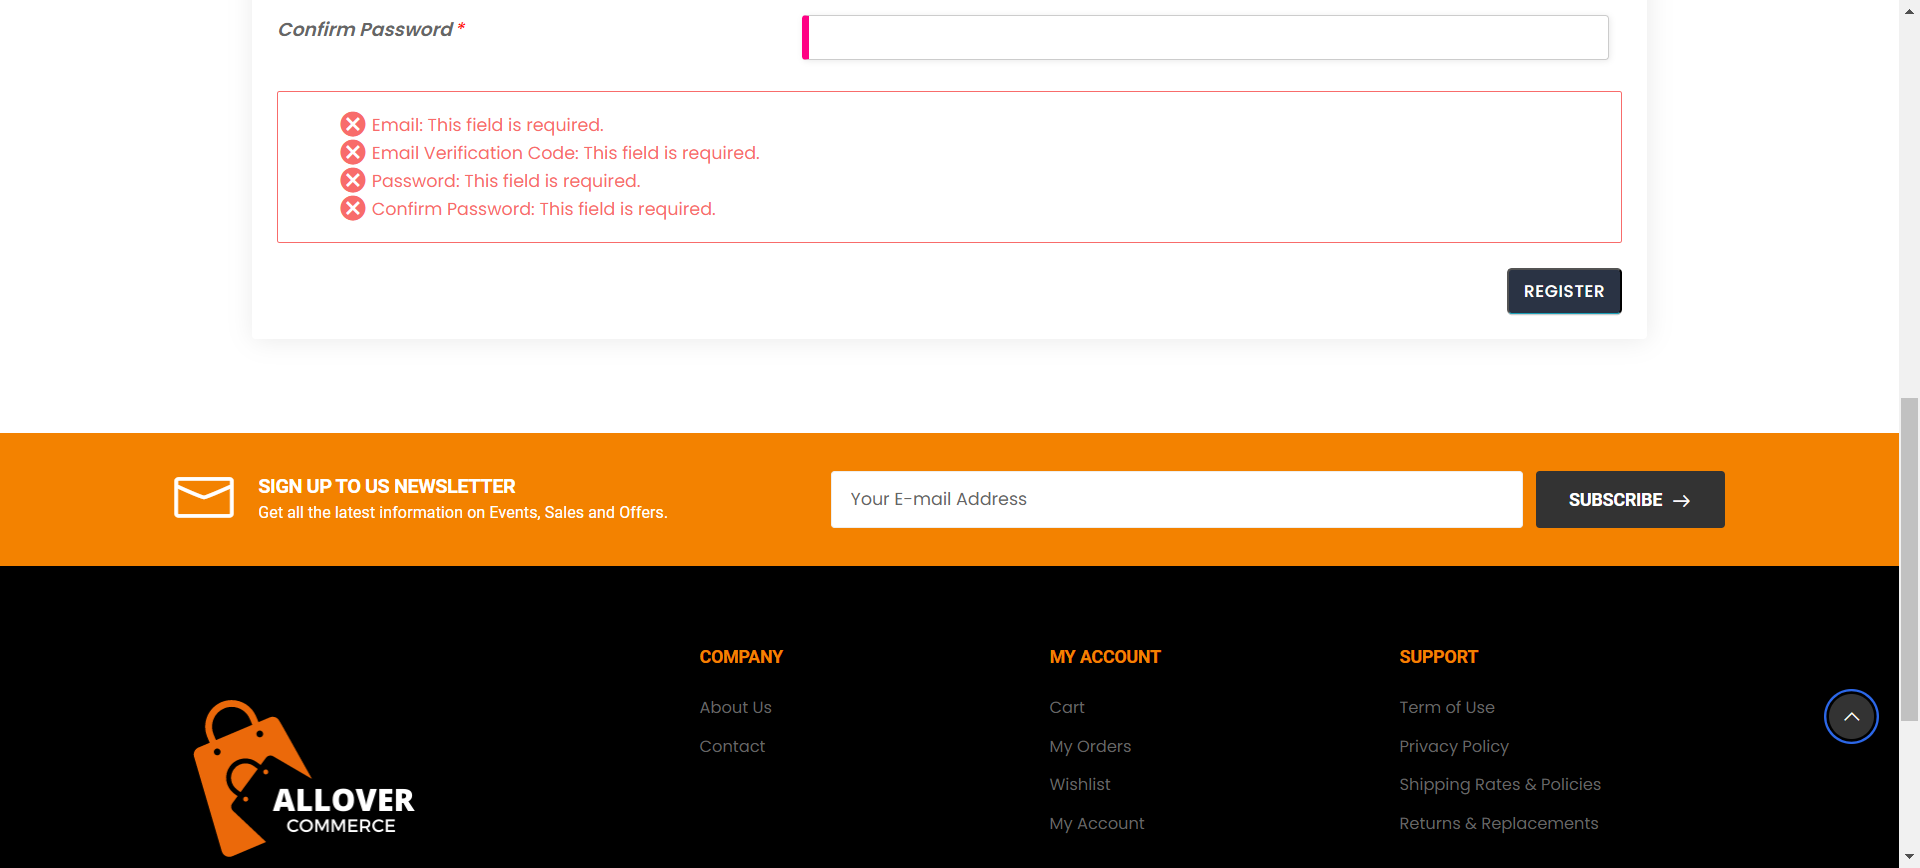 Confirm Password *
Email: This field is required.
Email Verification Code: This field is required.
Password: This field is required.
Confirm Password: This field is required.
REGISTER
SIGN UP TO US NEWSLETTER
Get all the latest information on Events, Sales and Offers.
Your E-mail Address
SUBSCRIBE
COMPANY
About Us
Contact
MY ACCOUNT
Cart
My Orders
Wishlist
My Account
SUPPORT
Term of Use
Privacy Policy
Shipping Rates & Policies
Returns & Replacements
ALLOVER
COMMERCE